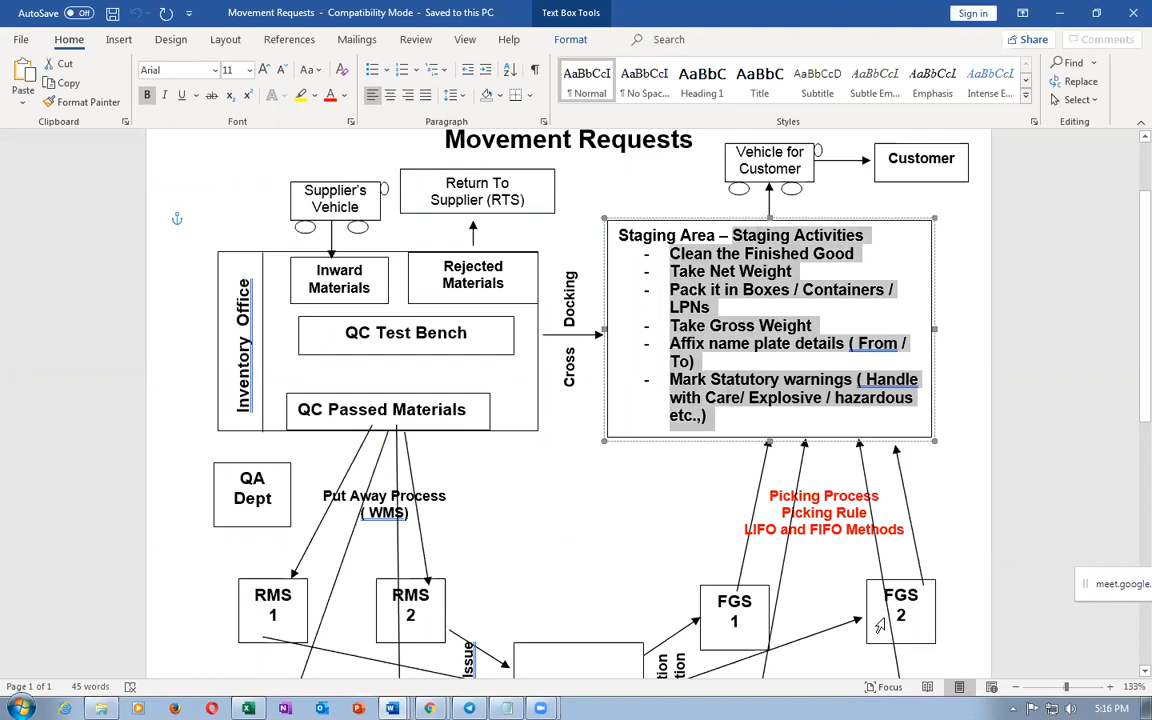 AutoSave Off
Movement Requests - Compatibility Mode - Saved to this PC
Text Box Tools
Sign in
File Home Insert Design Layout References Mailings Review View Help Format Search
Share Comments
Paste
Cut
Copy
Format Painter
Clipboard
Arial 11
Font
Paragraph
AaBbCcI AaBbCcI AaBbC AaBbC AaBbCcD AaBbCcI AaBbCcI AaBbCcI
¶ Normal ¶ No Spac... Heading 1 Title Subtitle Subtle Em... Emphasis Intense E...
Styles
Find
Replace
Select
Editing
Movement Requests
Supplier's
Vehicle
Return To
Supplier (RTS)
Vehicle for
Customer
Customer
Inventory Office
Inward
Materials
Rejected
Materials
QC Test Bench
QC Passed Materials
Cross Docking
Staging Area – Staging Activities
- Clean the Finished Good
- Take Net Weight
- Pack it in Boxes / Containers /
LPNs
- Take Gross Weight
- Affix name plate details ( From /
To)
- Mark Statutory warnings ( Handle
with Care/ Explosive / hazardous
etc.,)
QA
Dept
Put Away Process
( WMS)
Picking Process
Picking Rule
LIFO and FIFO Methods
RMS
1
RMS
2
FGS
1
FGS
2
Issue
tion
tion
meet.google.
Page 1 of 1 45 words
Focus
133%
5:16 PM